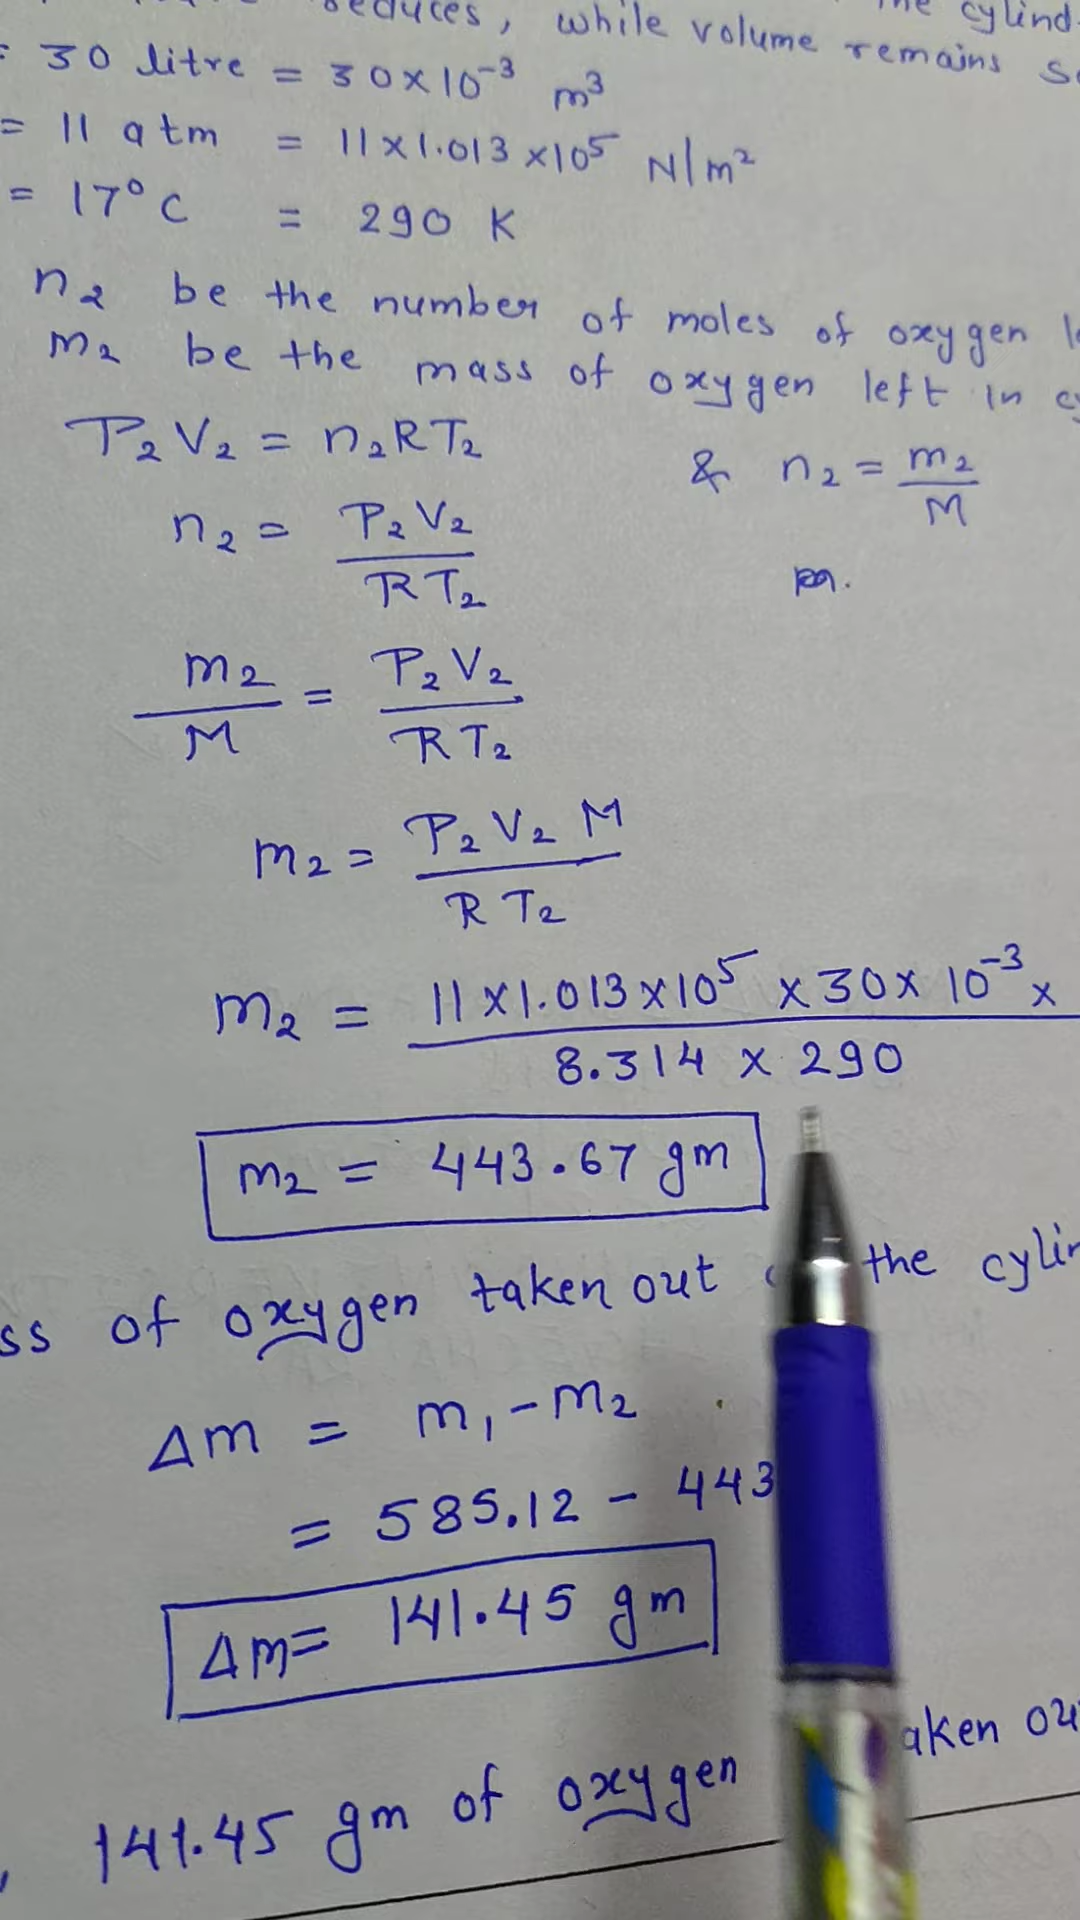 reduces, while volume remains
= 30 litre = 30×10⁻³ m³
= 11 atm = 11×1.013×10⁵ N/m²
= 17°C = 290 K
n₂ be the number of moles of oxygen
m₂ be the mass of oxygen left in
P₂V₂ = n₂RT₂ & n₂ = m₂/M
n₂ = P₂V₂/RT₂
m₂/M = P₂V₂/RT₂
m₂ = P₂V₂M/RT₂
m₂ = 11×1.013×10⁵ × 30×10⁻³ × / 8.314 × 290
m₂ = 443.67 gm
of oxygen taken out the
Δm = m₁-m₂
= 585.12 - 443
Δm = 141.45 gm
141.45 gm of oxygen